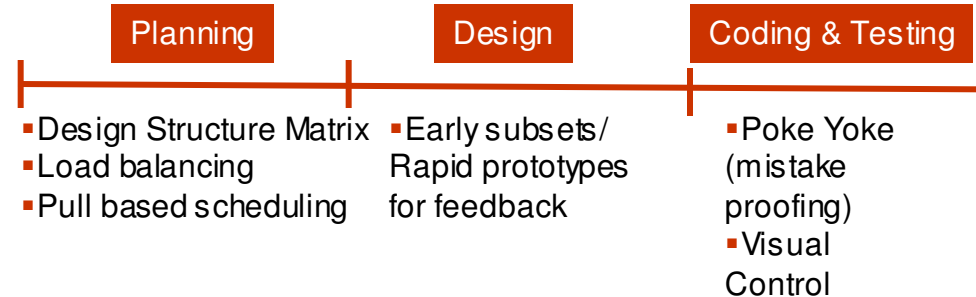 Planning
Design
Coding & Testing
▪Design Structure Matrix
▪Load balancing
▪Pull based scheduling
▪Early subsets/
Rapid prototypes
for feedback
▪Poke Yoke
(mistake
proofing)
▪Visual
Control